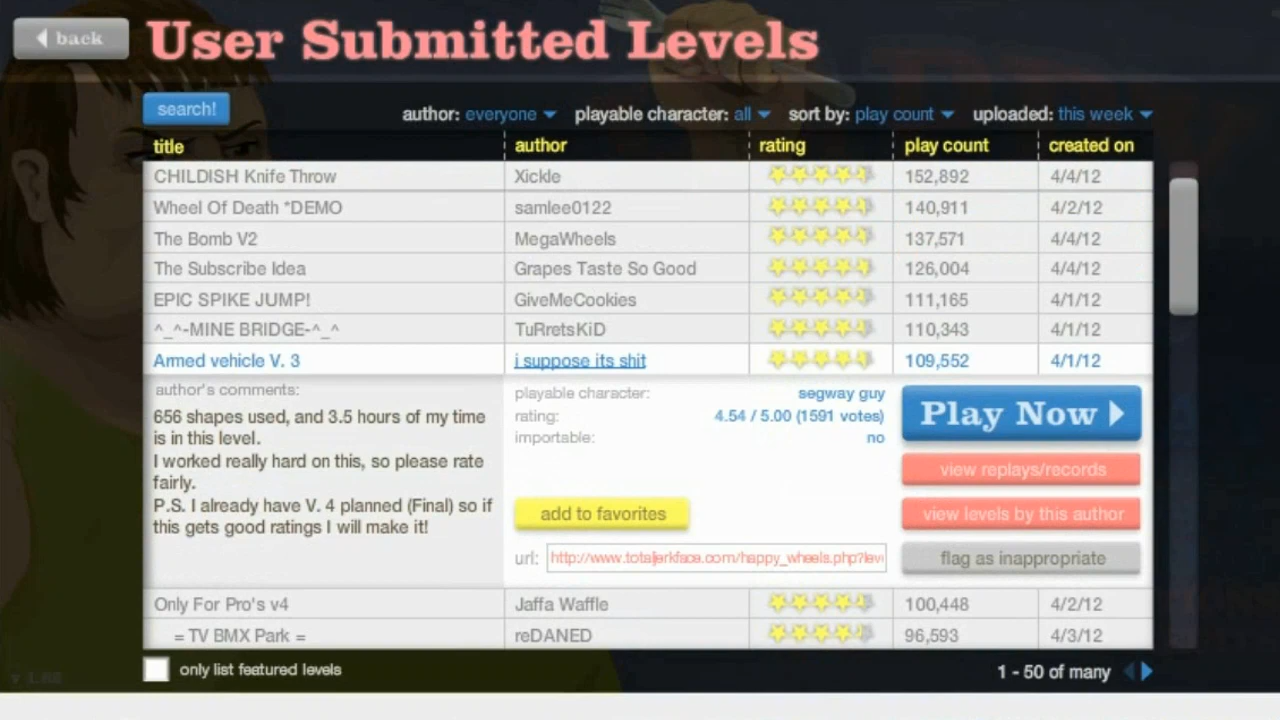 back
User Submitted Levels
search!
author: everyone playable character: all sort by: play count uploaded: this week
title author rating play count created on
CHILDISH Knife Throw Xickle 152,892 4/4/12
Wheel Of Death *DEMO samlee0122 140,911 4/2/12
The Bomb V2 MegaWheels 137,571 4/4/12
The Subscribe Idea Grapes Taste So Good 126,004 4/4/12
EPIC SPIKE JUMP! GiveMeCookies 111,165 4/1/12
^_^-MINE BRIDGE-^_^ TuRretsKiD 110,343 4/1/12
Armed vehicle V. 3 i suppose its shit 109,552 4/1/12
author's comments:
656 shapes used, and 3.5 hours of my time
is in this level.
I worked really hard on this, so please rate
fairly.
P.S. I already have V. 4 planned (Final) so if
this gets good ratings I will make it!
playable character: segway guy
rating: 4.54 / 5.00 (1591 votes)
importable: no
add to favorites
url: http://www.totaljerkface.com/happy_wheels.php?leve
Play Now
view replays/records
view levels by this author
flag as inappropriate
Only For Pro's v4 Jaffa Waffle 100,448 4/2/12
= TV BMX Park = reDANED 96,593 4/3/12
only list featured levels
1 - 50 of many